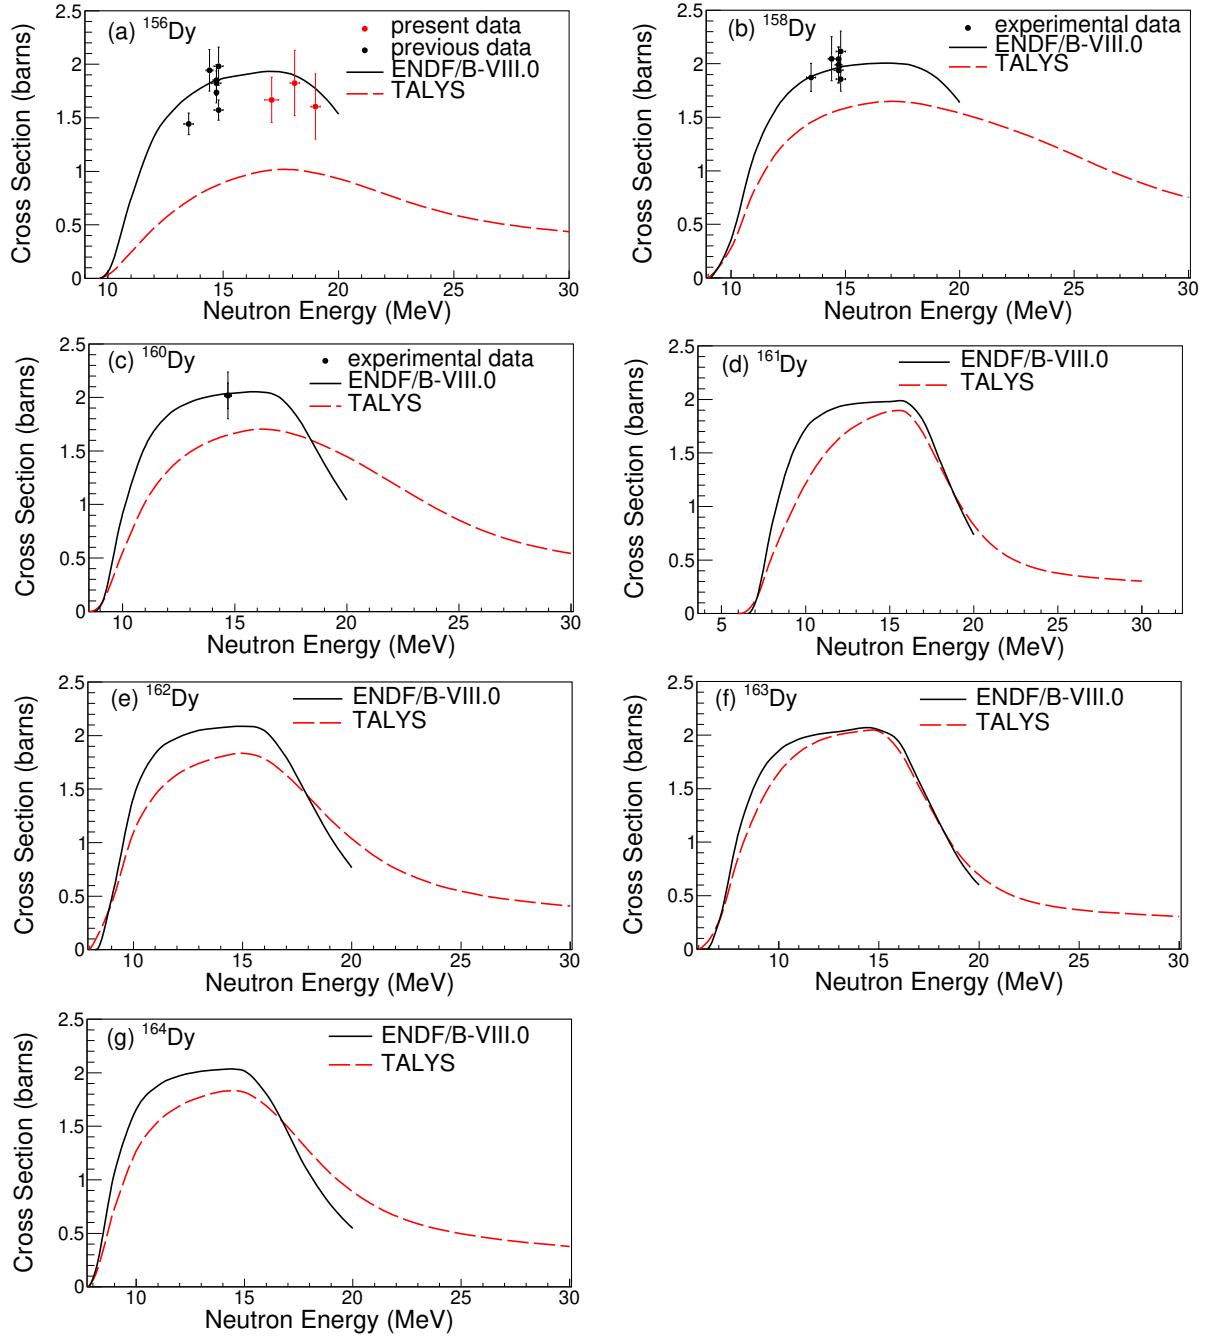 (a) ¹⁵⁶Dy
present data
previous data
ENDF/B-VIII.0
TALYS
Cross Section (barns)
2.5
2
1.5
1
0.5
0
10 15 20 25 30
Neutron Energy (MeV)
(b) ¹⁵⁸Dy
experimental data
ENDF/B-VIII.0
TALYS
Cross Section (barns)
2.5
2
1.5
1
0.5
0
10 15 20 25 30
Neutron Energy (MeV)
(c) ¹⁶⁰Dy
experimental data
ENDF/B-VIII.0
TALYS
Cross Section (barns)
2.5
2
1.5
1
0.5
0
10 15 20 25 30
Neutron Energy (MeV)
(d) ¹⁶¹Dy
ENDF/B-VIII.0
TALYS
Cross Section (barns)
2.5
2
1.5
1
0.5
0
5 10 15 20 25 30
Neutron Energy (MeV)
(e) ¹⁶²Dy
ENDF/B-VIII.0
TALYS
Cross Section (barns)
2.5
2
1.5
1
0.5
0
10 15 20 25 30
Neutron Energy (MeV)
(f) ¹⁶³Dy
ENDF/B-VIII.0
TALYS
Cross Section (barns)
2.5
2
1.5
1
0.5
0
10 15 20 25 30
Neutron Energy (MeV)
(g) ¹⁶⁴Dy
ENDF/B-VIII.0
TALYS
Cross Section (barns)
2.5
2
1.5
1
0.5
0
10 15 20 25 30
Neutron Energy (MeV)